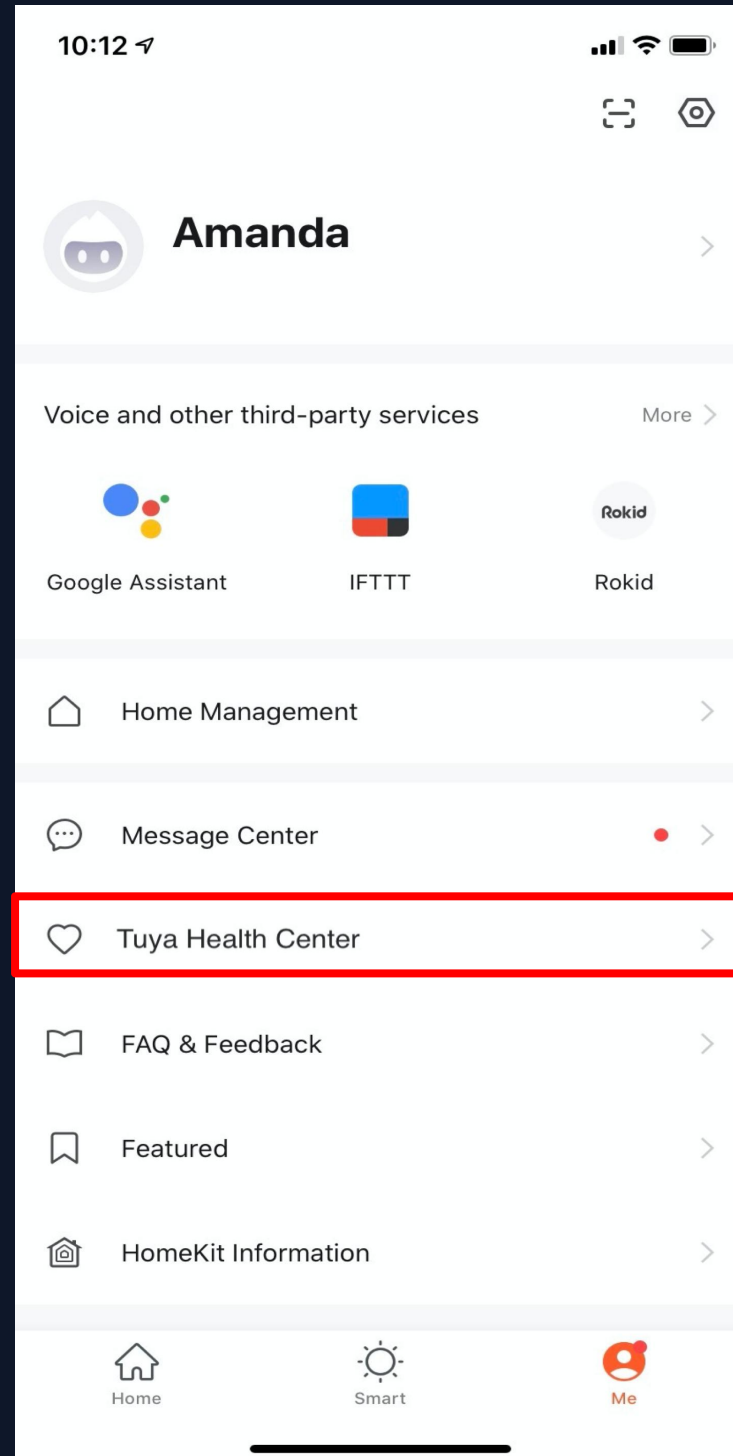 10:12
Amanda
Voice and other third-party services
More
Rokid
Google Assistant
IFTTT
Rokid
Home Management
Message Center
Tuya Health Center
FAQ & Feedback
Featured
HomeKit Information
Home
Smart
Me